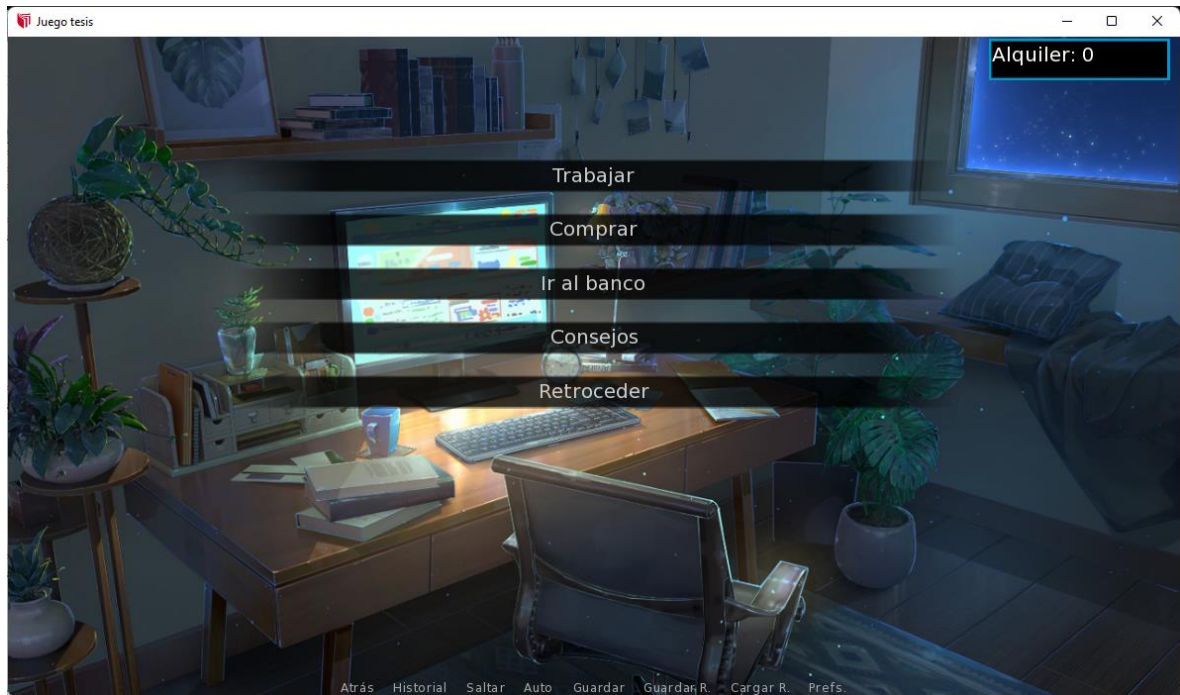 Juego tesis
Alquiler: 0
Trabajar
Comprar
Ir al banco
Consejos
Retroceder
Atrás Historial Saltar Auto Guardar Guardar R. Cargar R. Prefs.